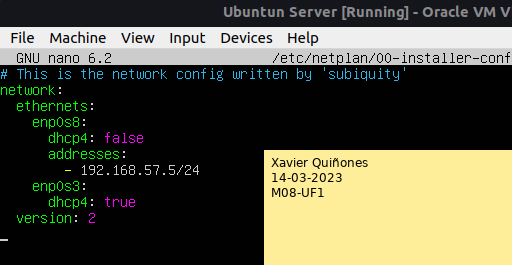 Ubuntun Server [Running] - Oracle VM V
File Machine View Input Devices Help
GNU nano 6.2 /etc/netplan/00-installer-conf
# This is the network config written by 'subiquity'
network:
  ethernets:
    enp0s8:
      dhcp4: false
      addresses:
        - 192.168.57.5/24
    enp0s3:
      dhcp4: true
  version: 2
Xavier Quiñones
14-03-2023
M08-UF1